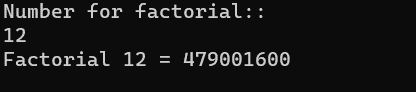 Number for factorial::
12
Factorial 12 = 479001600